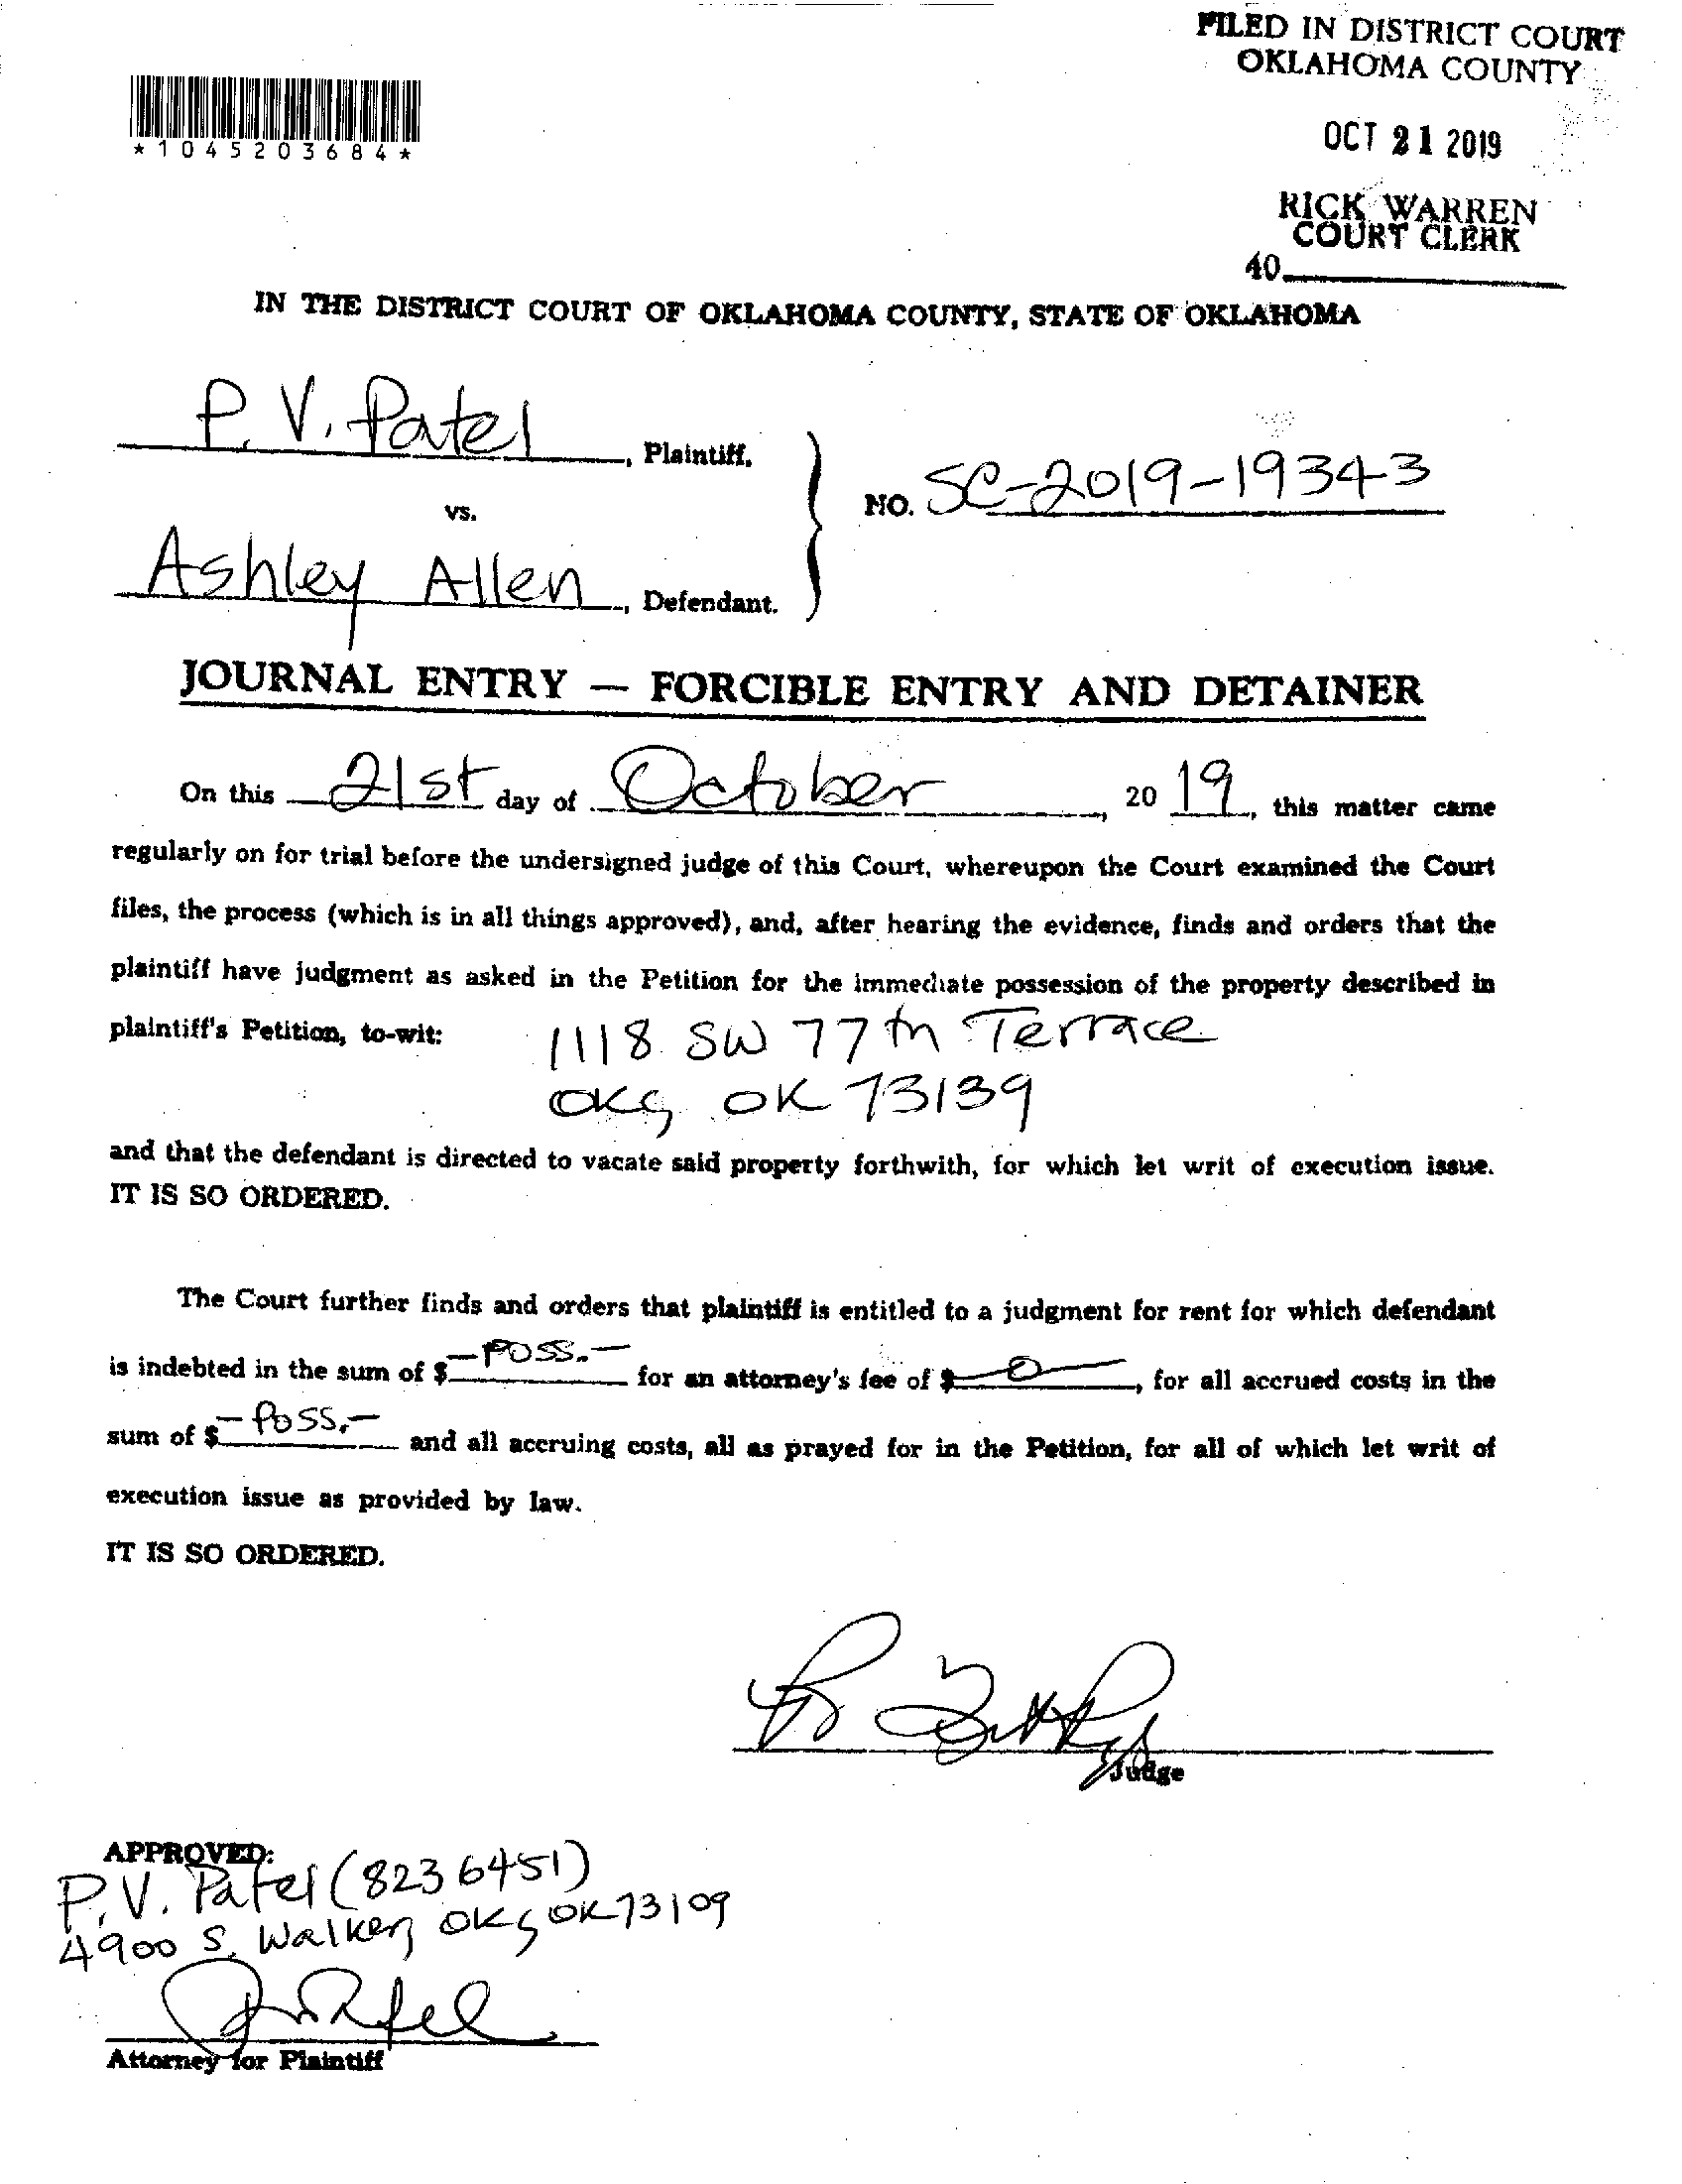 FILED IN DISTRICT COURT
OKLAHOMA COUNTY
OCT 21 2019
RICK WARREN
COURT CLERK
40
*1045203684*
IN THE DISTRICT COURT OF OKLAHOMA COUNTY, STATE OF OKLAHOMA
P. V. Patel, Plaintiff,
vs.
NO. SC-2019-19343
Ashley Allen, Defendant.
JOURNAL ENTRY — FORCIBLE ENTRY AND DETAINER
On this 21st day of October, 20 19, this matter came
regularly on for trial before the undersigned judge of this Court, whereupon the Court examined the Court
files, the process (which is in all things approved), and, after hearing the evidence, finds and orders that the
plaintiff have judgment as asked in the Petition for the immediate possession of the property described in
plaintiff's Petition, to-wit: 1118 SW 77th Terrace
OKC, OK 73139
and that the defendant is directed to vacate said property forthwith, for which let writ of execution issue.
IT IS SO ORDERED.
The Court further finds and orders that plaintiff is entitled to a judgment for rent for which defendant
is indebted in the sum of $ -POSS.- for an attorney's fee of $ 0, for all accrued costs in the
sum of $ -POSS.- and all accruing costs, all as prayed for in the Petition, for all of which let writ of
execution issue as provided by law.
IT IS SO ORDERED.
Judge
APPROVED:
P. V. Patel (823 6451)
4900 S. Walker, OKC, OK 73109
Attorney for Plaintiff